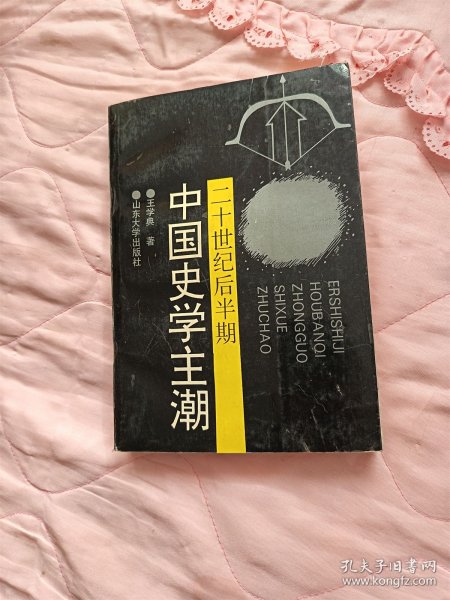 二十世纪后半期
中国史学主潮
●王学典 著
●山东大学出版社
ERSHISHIJI
HOUBANQI
ZHONGGUO
SHIXUE
ZHUCHAO
孔夫子旧书网
www.kongfz.com